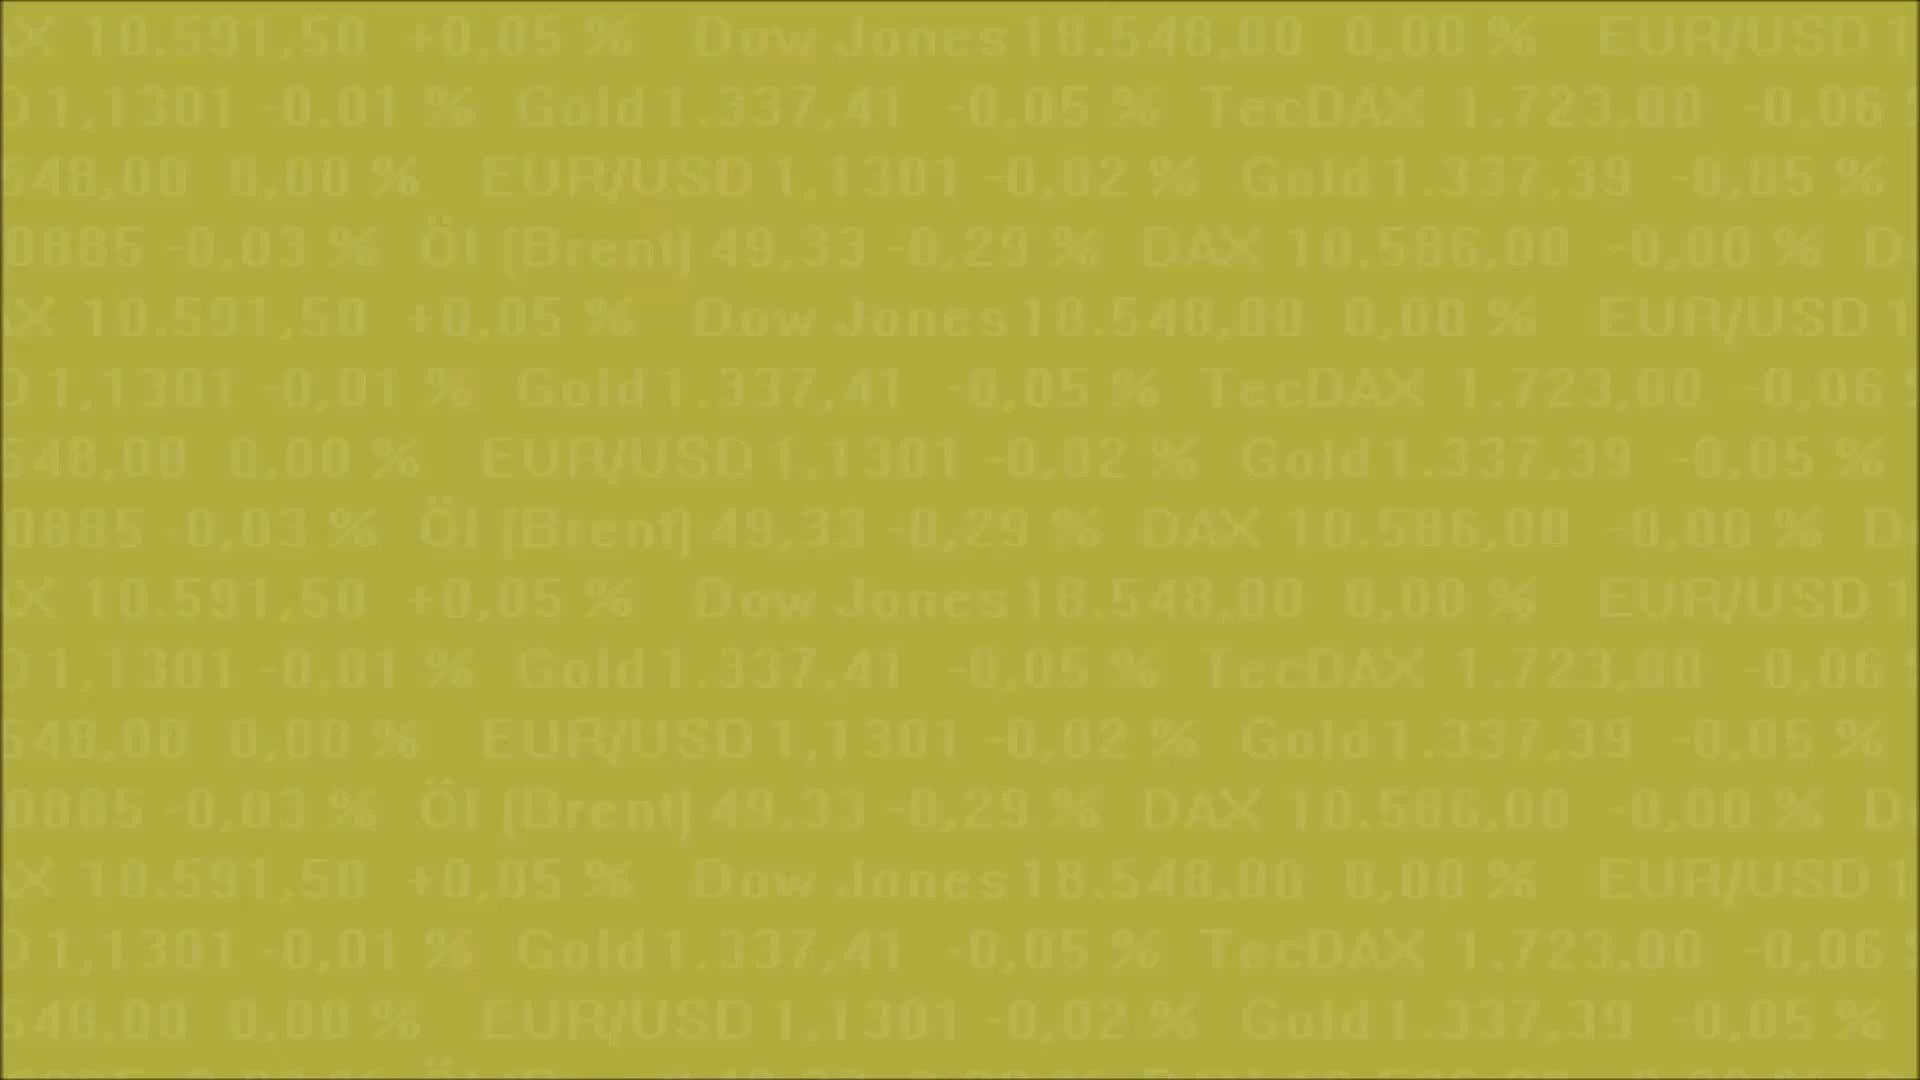 X 10.591,50 +0,05 % Dow Jones 18.548,00 0,00 % EUR/USD 1
D 1,1301 -0,01 % Gold 1.337,41 -0,05 % TecDAX 1.723,00 -0,06
548,00 0,00 % EUR/USD 1,1301 -0,02 % Gold 1.337,39 -0,05 %
0885 -0,03 % Öl (Brent) 49,33 -0,29 % DAX 10.586,00 -0,00 % D
X 10.591,50 +0,05 % Dow Jones 18.548,00 0,00 % EUR/USD 1
D 1,1301 -0,01 % Gold 1.337,41 -0,05 % TecDAX 1.723,00 -0,06
548,00 0,00 % EUR/USD 1,1301 -0,02 % Gold 1.337,39 -0,05 %
0885 -0,03 % Öl (Brent) 49,33 -0,29 % DAX 10.586,00 -0,00 % D
X 10.591,50 +0,05 % Dow Jones 18.548,00 0,00 % EUR/USD 1
D 1,1301 -0,01 % Gold 1.337,41 -0,05 % TecDAX 1.723,00 -0,06
548,00 0,00 % EUR/USD 1,1301 -0,02 % Gold 1.337,39 -0,05 %
0885 -0,03 % Öl (Brent) 49,33 -0,29 % DAX 10.586,00 -0,00 % D
X 10.591,50 +0,05 % Dow Jones 18.548,00 0,00 % EUR/USD 1
D 1,1301 -0,01 % Gold 1.337,41 -0,05 % TecDAX 1.723,00 -0,06
548,00 0,00 % EUR/USD 1,1301 -0,02 % Gold 1.337,39 -0,05 %